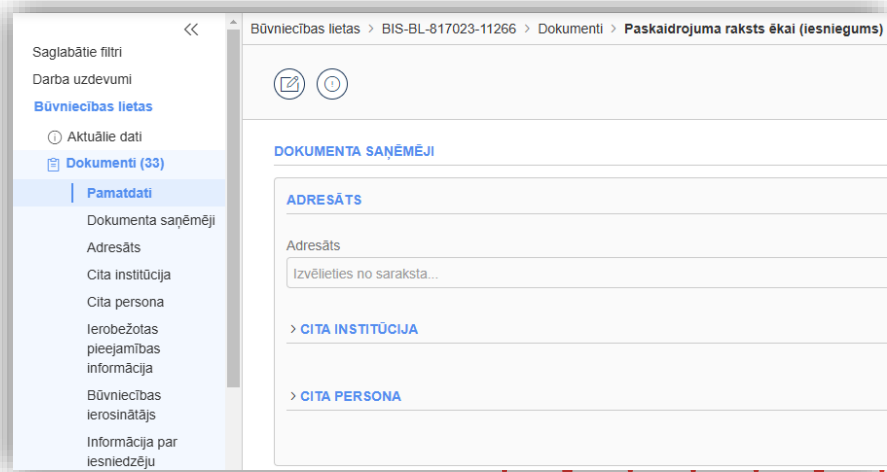 Saglabātie filtri
Darba uzdevumi
Būvniecības lietas
Aktuālie dati
Dokumenti (33)
Pamatdati
Dokumenta saņēmēji
Adresāts
Cita institūcija
Cita persona
Ierobežotas
pieejamības
informācija
Būvniecības
ierosinātājs
Informācija par
iesniedzēju
Būvniecības lietas > BIS-BL-817023-11266 > Dokumenti > Paskaidrojuma raksts ēkai (iesniegums)
DOKUMENTA SAŅĒMĒJI
ADRESĀTS
Adresāts
Izvēlieties no saraksta...
> CITA INSTITŪCIJA
> CITA PERSONA